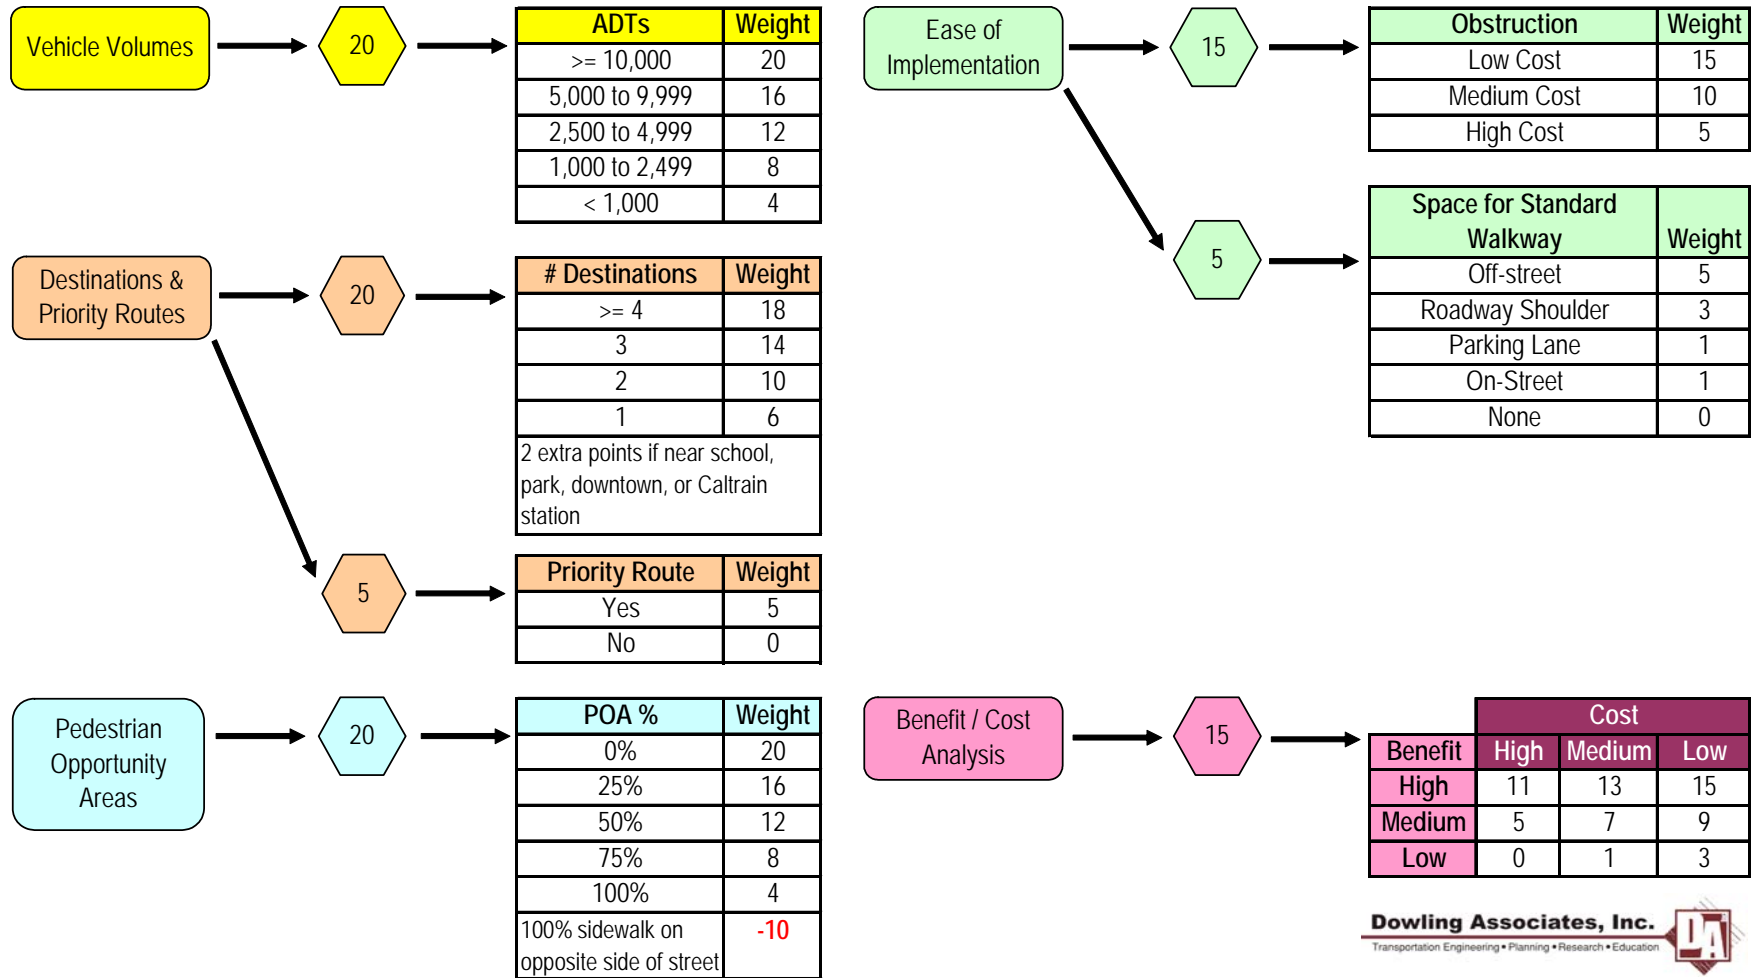 Vehicle Volumes
20
ADTs Weight
>= 10,000 20
5,000 to 9,999 16
2,500 to 4,999 12
1,000 to 2,499 8
< 1,000 4
Destinations &
Priority Routes
20
# Destinations Weight
>= 4 18
3 14
2 10
1 6
2 extra points if near school,
park, downtown, or Caltrain
station
5
Priority Route Weight
Yes 5
No 0
Pedestrian
Opportunity
Areas
20
POA % Weight
0% 20
25% 16
50% 12
75% 8
100% 4
100% sidewalk on -10
opposite side of street
Ease of
Implementation
15
Obstruction Weight
Low Cost 15
Medium Cost 10
High Cost 5
5
Space for Standard
Walkway Weight
Off-street 5
Roadway Shoulder 3
Parking Lane 1
On-Street 1
None 0
Benefit / Cost
Analysis
15
Cost
Benefit High Medium Low
High 11 13 15
Medium 5 7 9
Low 0 1 3
Dowling Associates, Inc.
Transportation Engineering • Planning • Research • Education
DA